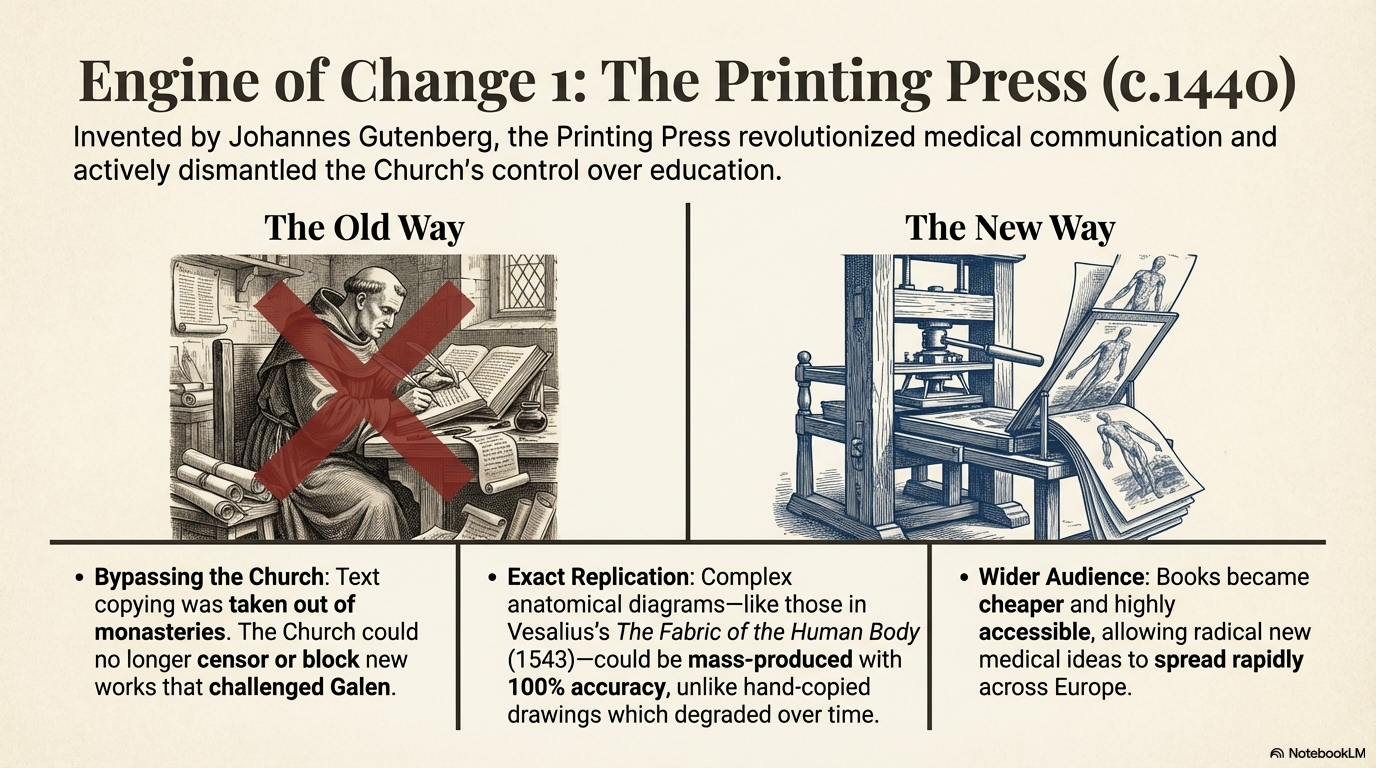 Engine of Change 1: The Printing Press (c.1440)
Invented by Johannes Gutenberg, the Printing Press revolutionized medical communication and
actively dismantled the Church's control over education.
The Old Way
The New Way
• Bypassing the Church: Text
copying was taken out of
monasteries. The Church could
no longer censor or block new
works that challenged Galen.
• Exact Replication: Complex
anatomical diagrams—like those in
Vesalius's The Fabric of the Human Body
(1543)—could be mass-produced with
100% accuracy, unlike hand-copied
drawings which degraded over time.
• Wider Audience: Books became
cheaper and highly
accessible, allowing radical new
medical ideas to spread rapidly
across Europe.
NotebookLM